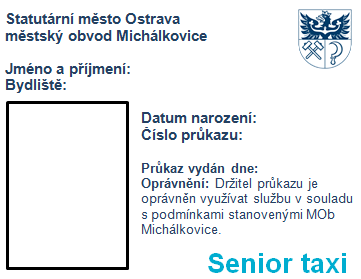 Statutární město Ostrava
městský obvod Michálkovice
Jméno a příjmení:
Bydliště:
Datum narození:
Číslo průkazu:
Průkaz vydán dne:
Oprávnění: Držitel průkazu je
oprávněn využívat službu v souladu
s podmínkami stanovenými MOb
Michálkovice.
Senior taxi